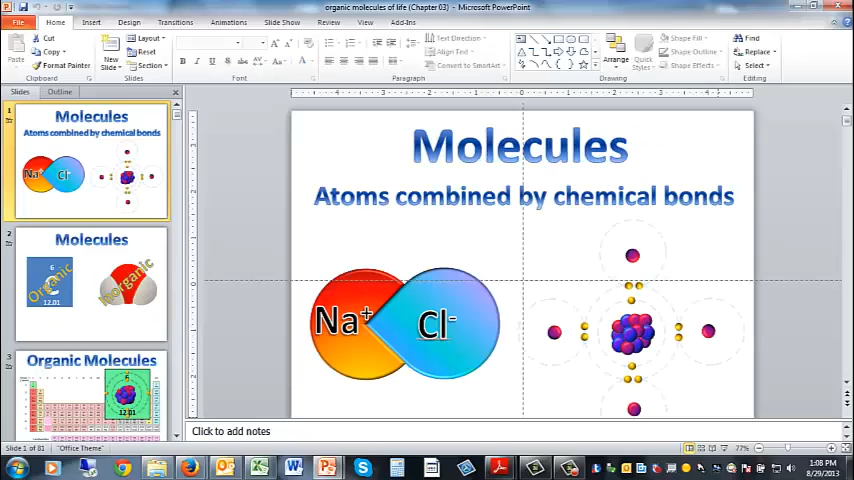 organic molecules of life (Chapter 03) - Microsoft PowerPoint
File Home Insert Design Transitions Animations Slide Show Review View Add-Ins
Cut
Copy
Format Painter
Paste
Clipboard
New
Slide
Layout
Reset
Section
Slides
Font
Paragraph
Text Direction
Align Text
Convert to SmartArt
Arrange
Quick
Styles
Shape Fill
Shape Outline
Shape Effects
Drawing
Find
Replace
Select
Editing
Slides Outline
1
Molecules
Atoms combined by chemical bonds
Na+ Cl-
2
Molecules
6
C
12.01
Organic
Inorganic
3
Organic Molecules
6
12.01
Molecules
Atoms combined by chemical bonds
Na+ Cl-
Click to add notes
Slide 1 of 81 "Office Theme" 77%
1:08 PM
8/29/2013